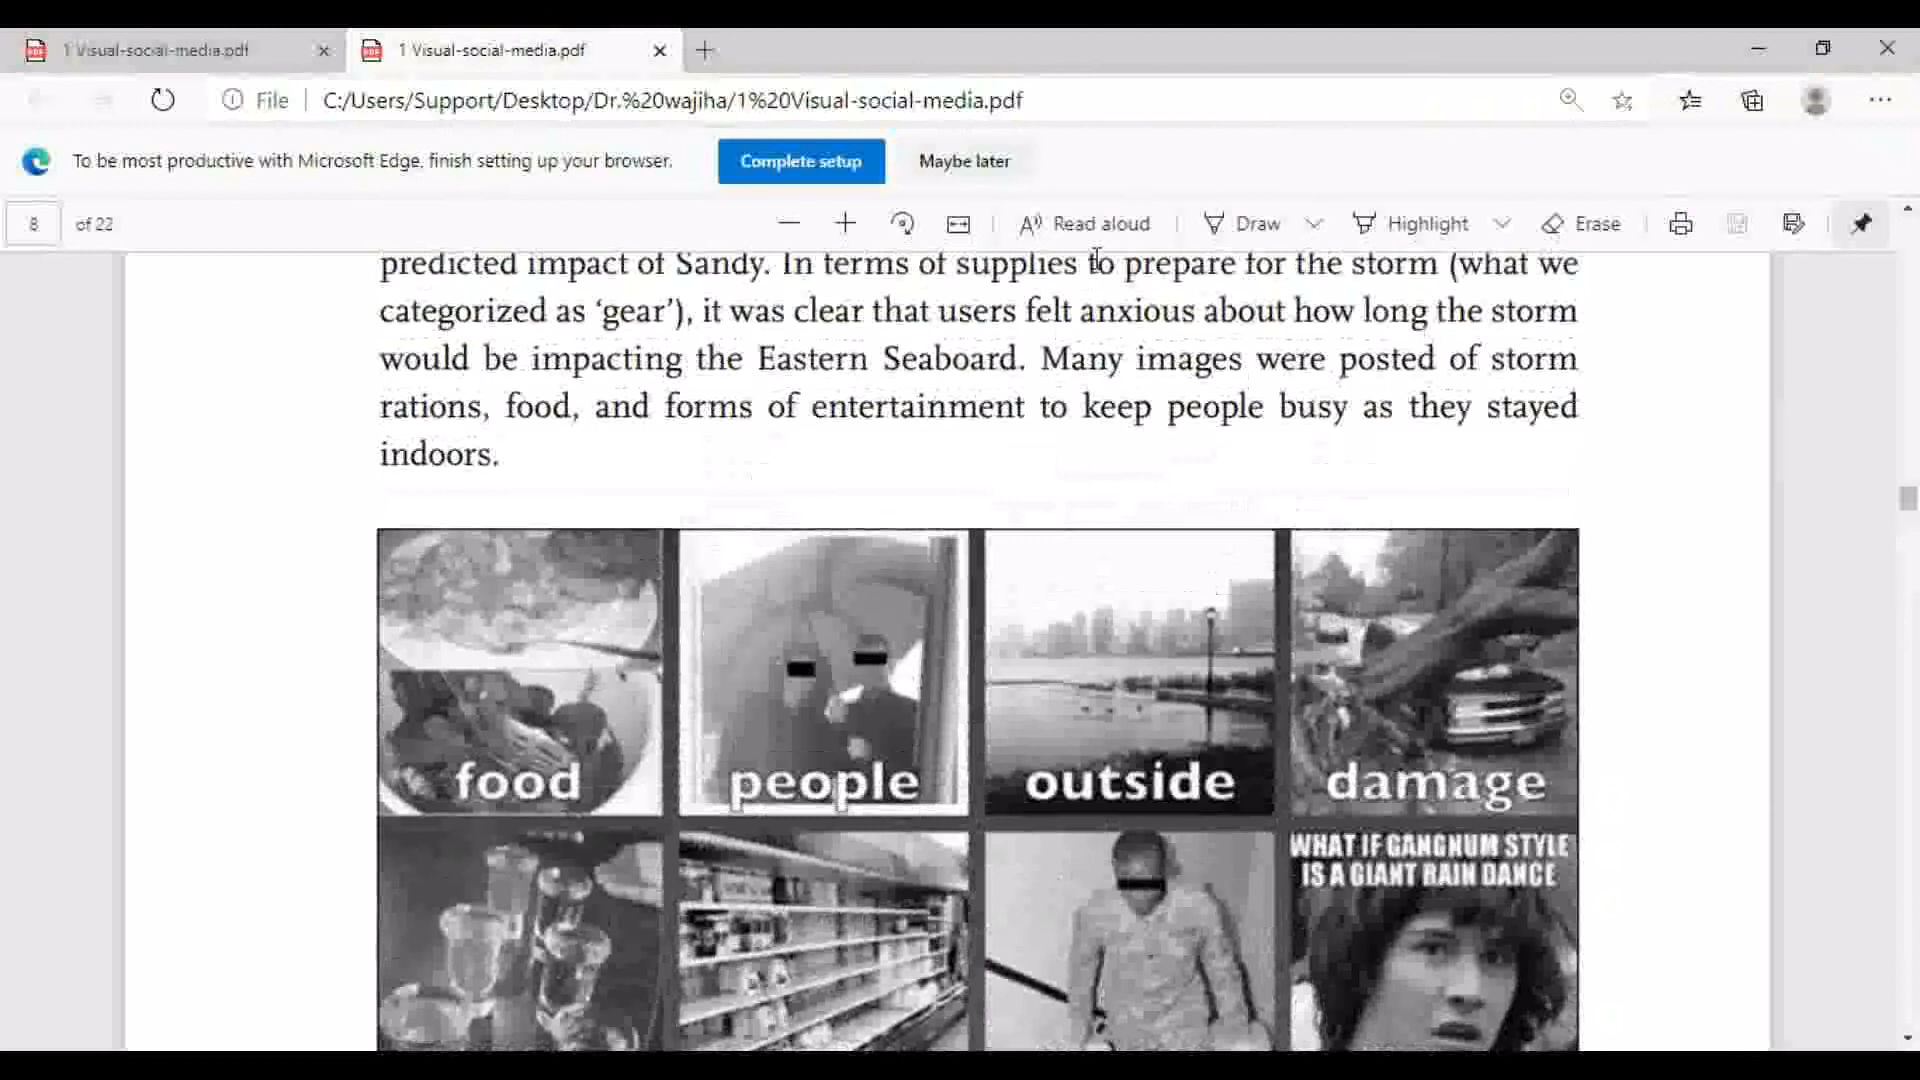 1 Visual-social-media.pdf
1 Visual-social-media.pdf
File
C:/Users/Support/Desktop/Dr.%20wajiha/1%20Visual-social-media.pdf
To be most productive with Microsoft Edge, finish setting up your browser.
Complete setup
Maybe later
8 of 22
Read aloud
Draw
Highlight
Erase
predicted impact of Sandy. In terms of supplies to prepare for the storm (what we
categorized as ‘gear’), it was clear that users felt anxious about how long the storm
would be impacting the Eastern Seaboard. Many images were posted of storm
rations, food, and forms of entertainment to keep people busy as they stayed
indoors.
food
people
outside
damage
WHAT IF GANGNUM STYLE
IS A GIANT RAIN DANCE